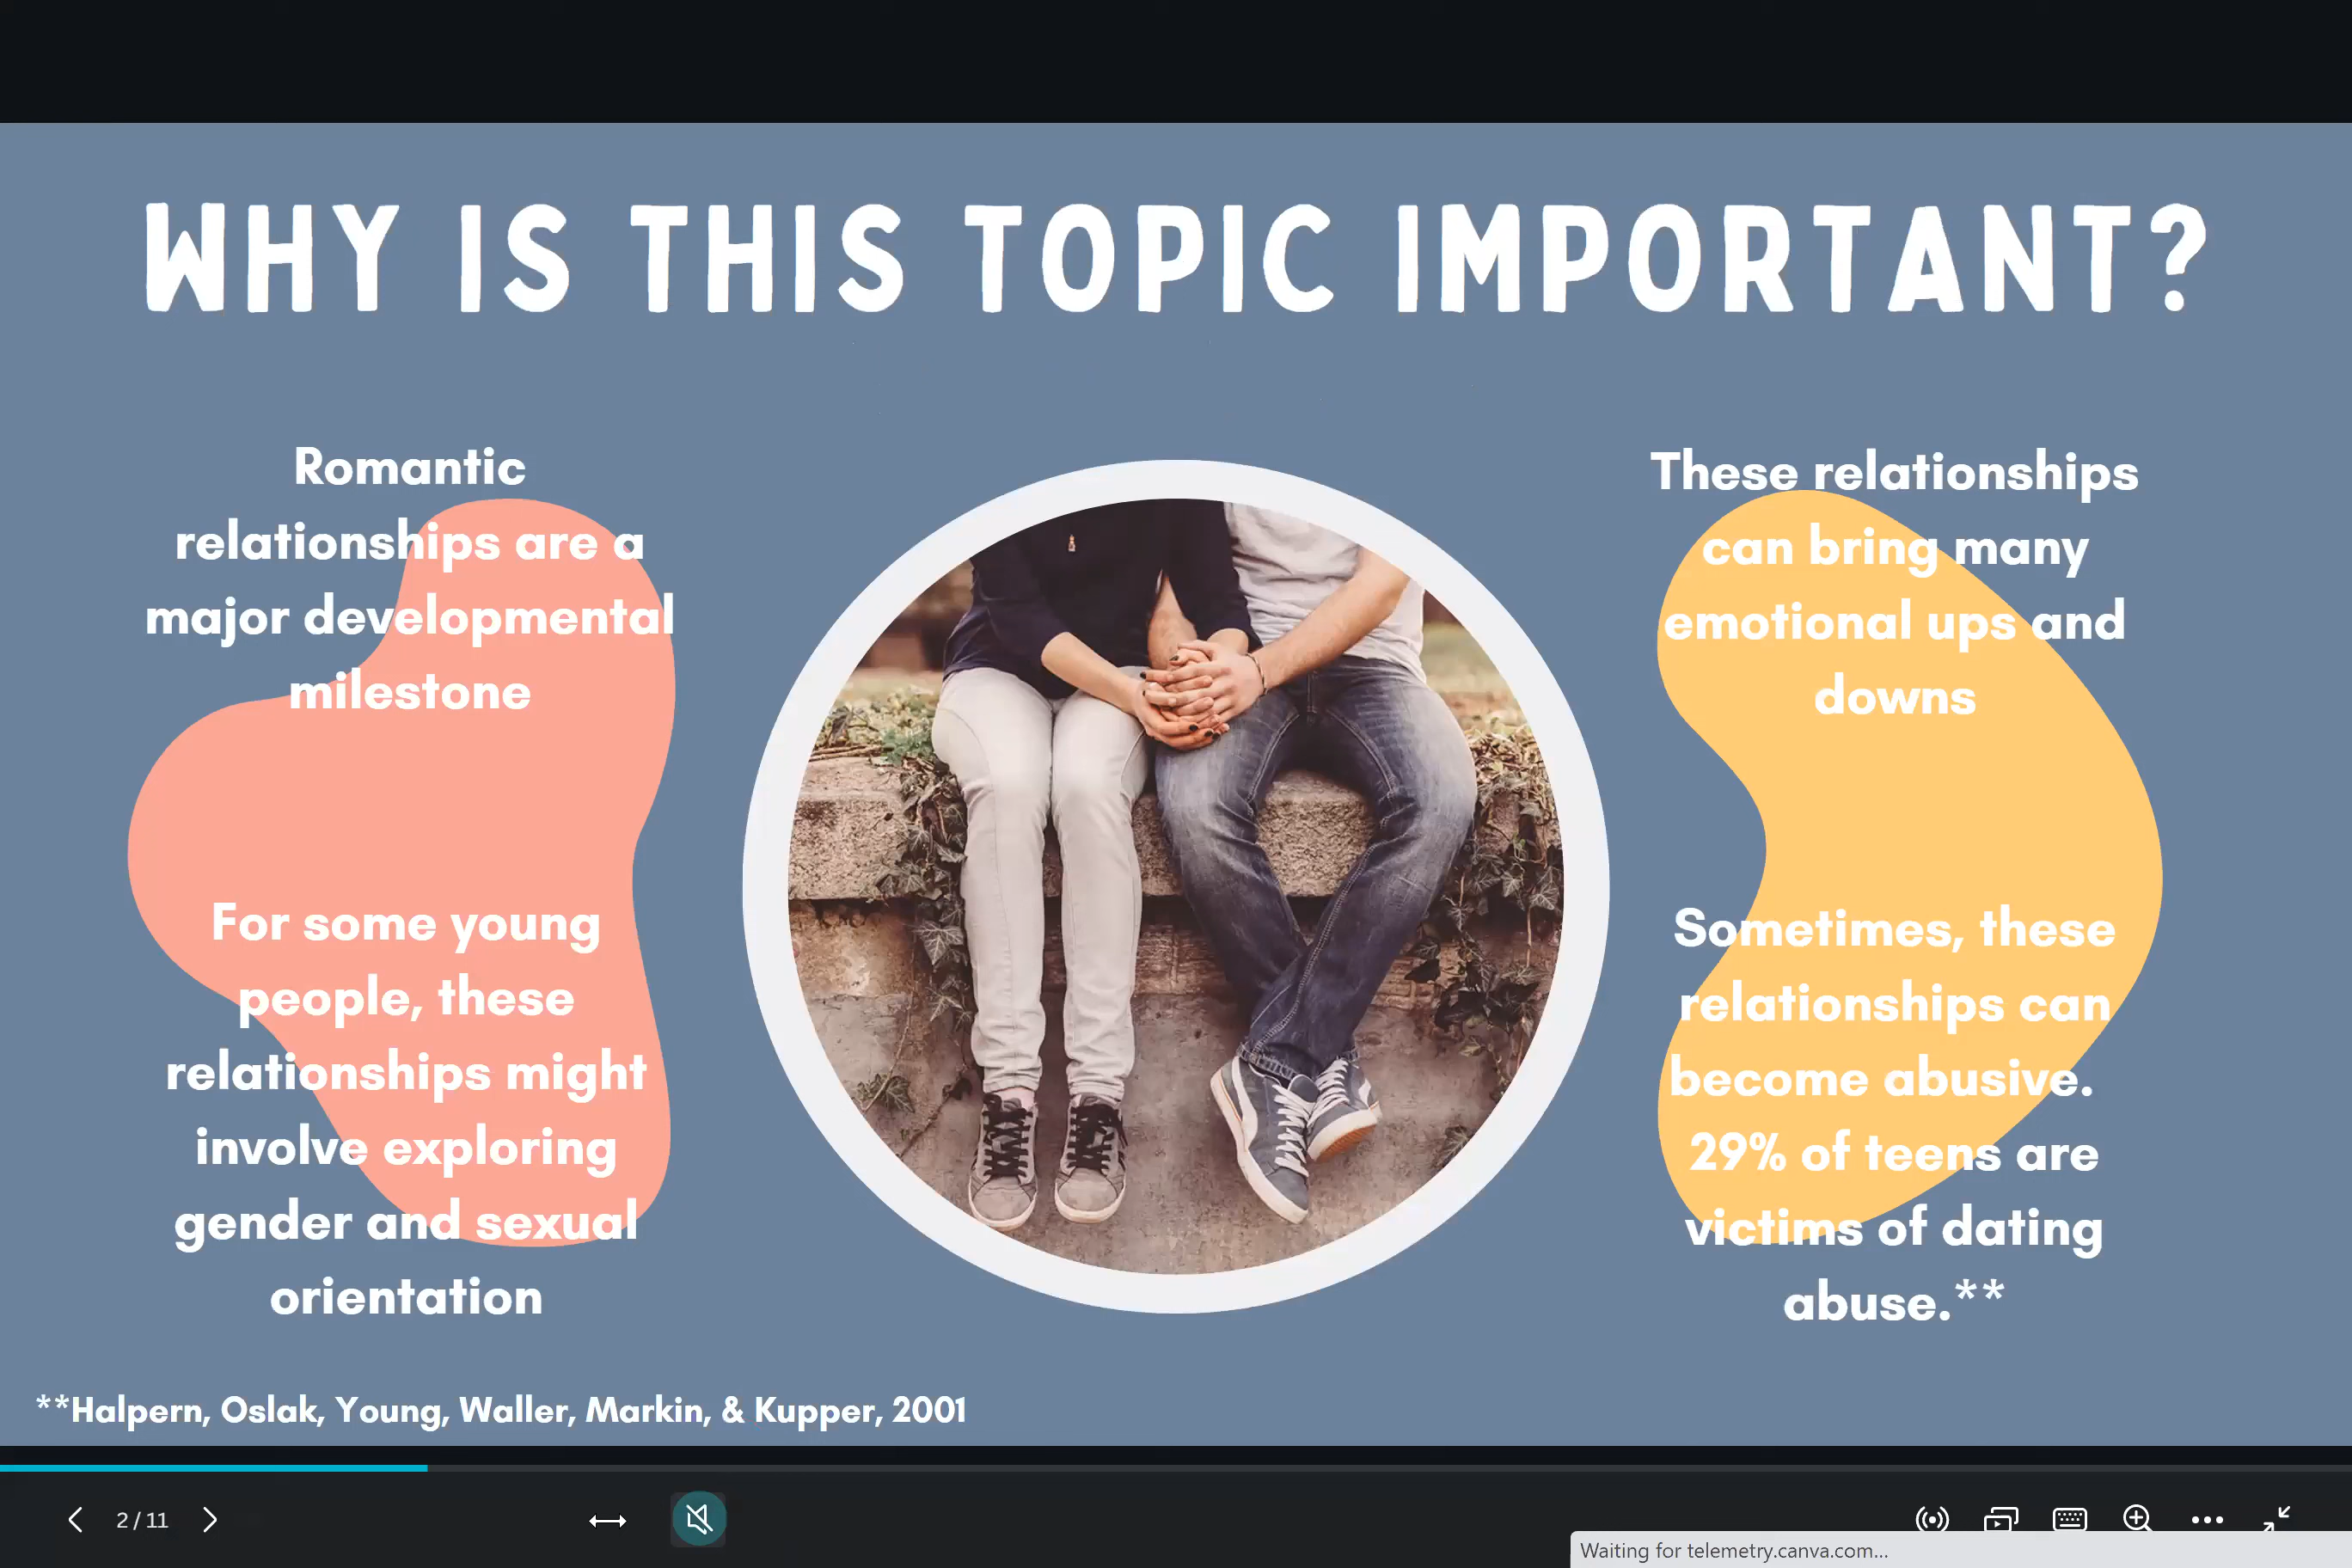 WHY IS THIS TOPIC IMPORTANT?
Romantic
relationships are a
major developmental
milestone
For some young
people, these
relationships might
involve exploring
gender and sexual
orientation
These relationships
can bring many
emotional ups and
downs
Sometimes, these
relationships can
become abusive.
29% of teens are
victims of dating
abuse.**
**Halpern, Oslak, Young, Waller, Markin, & Kupper, 2001
2 / 11
Waiting for telemetry.canva.com...